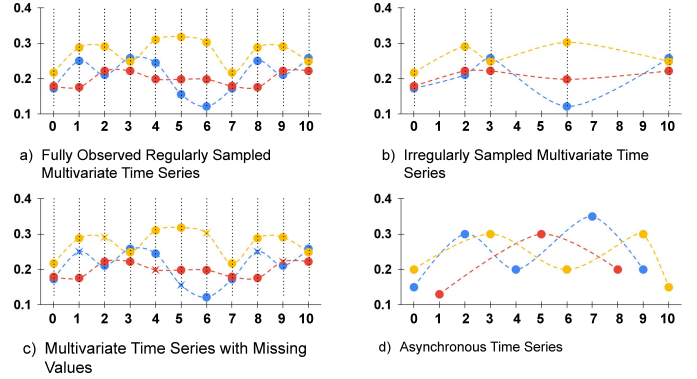 0.4
0.3
0.2
0.1
0 1 2 3 4 5 6 7 8 9 10
a) Fully Observed Regularly Sampled
Multivariate Time Series
0.4
0.3
0.2
0.1
0 1 2 3 4 5 6 7 8 9 10
b) Irregularly Sampled Multivariate Time
Series
0.4
0.3
0.2
0.1
0 1 2 3 4 5 6 7 8 9 10
c) Multivariate Time Series with Missing
Values
0.4
0.3
0.2
0.1
0 1 2 3 4 5 6 7 8 9 10
d) Asynchronous Time Series